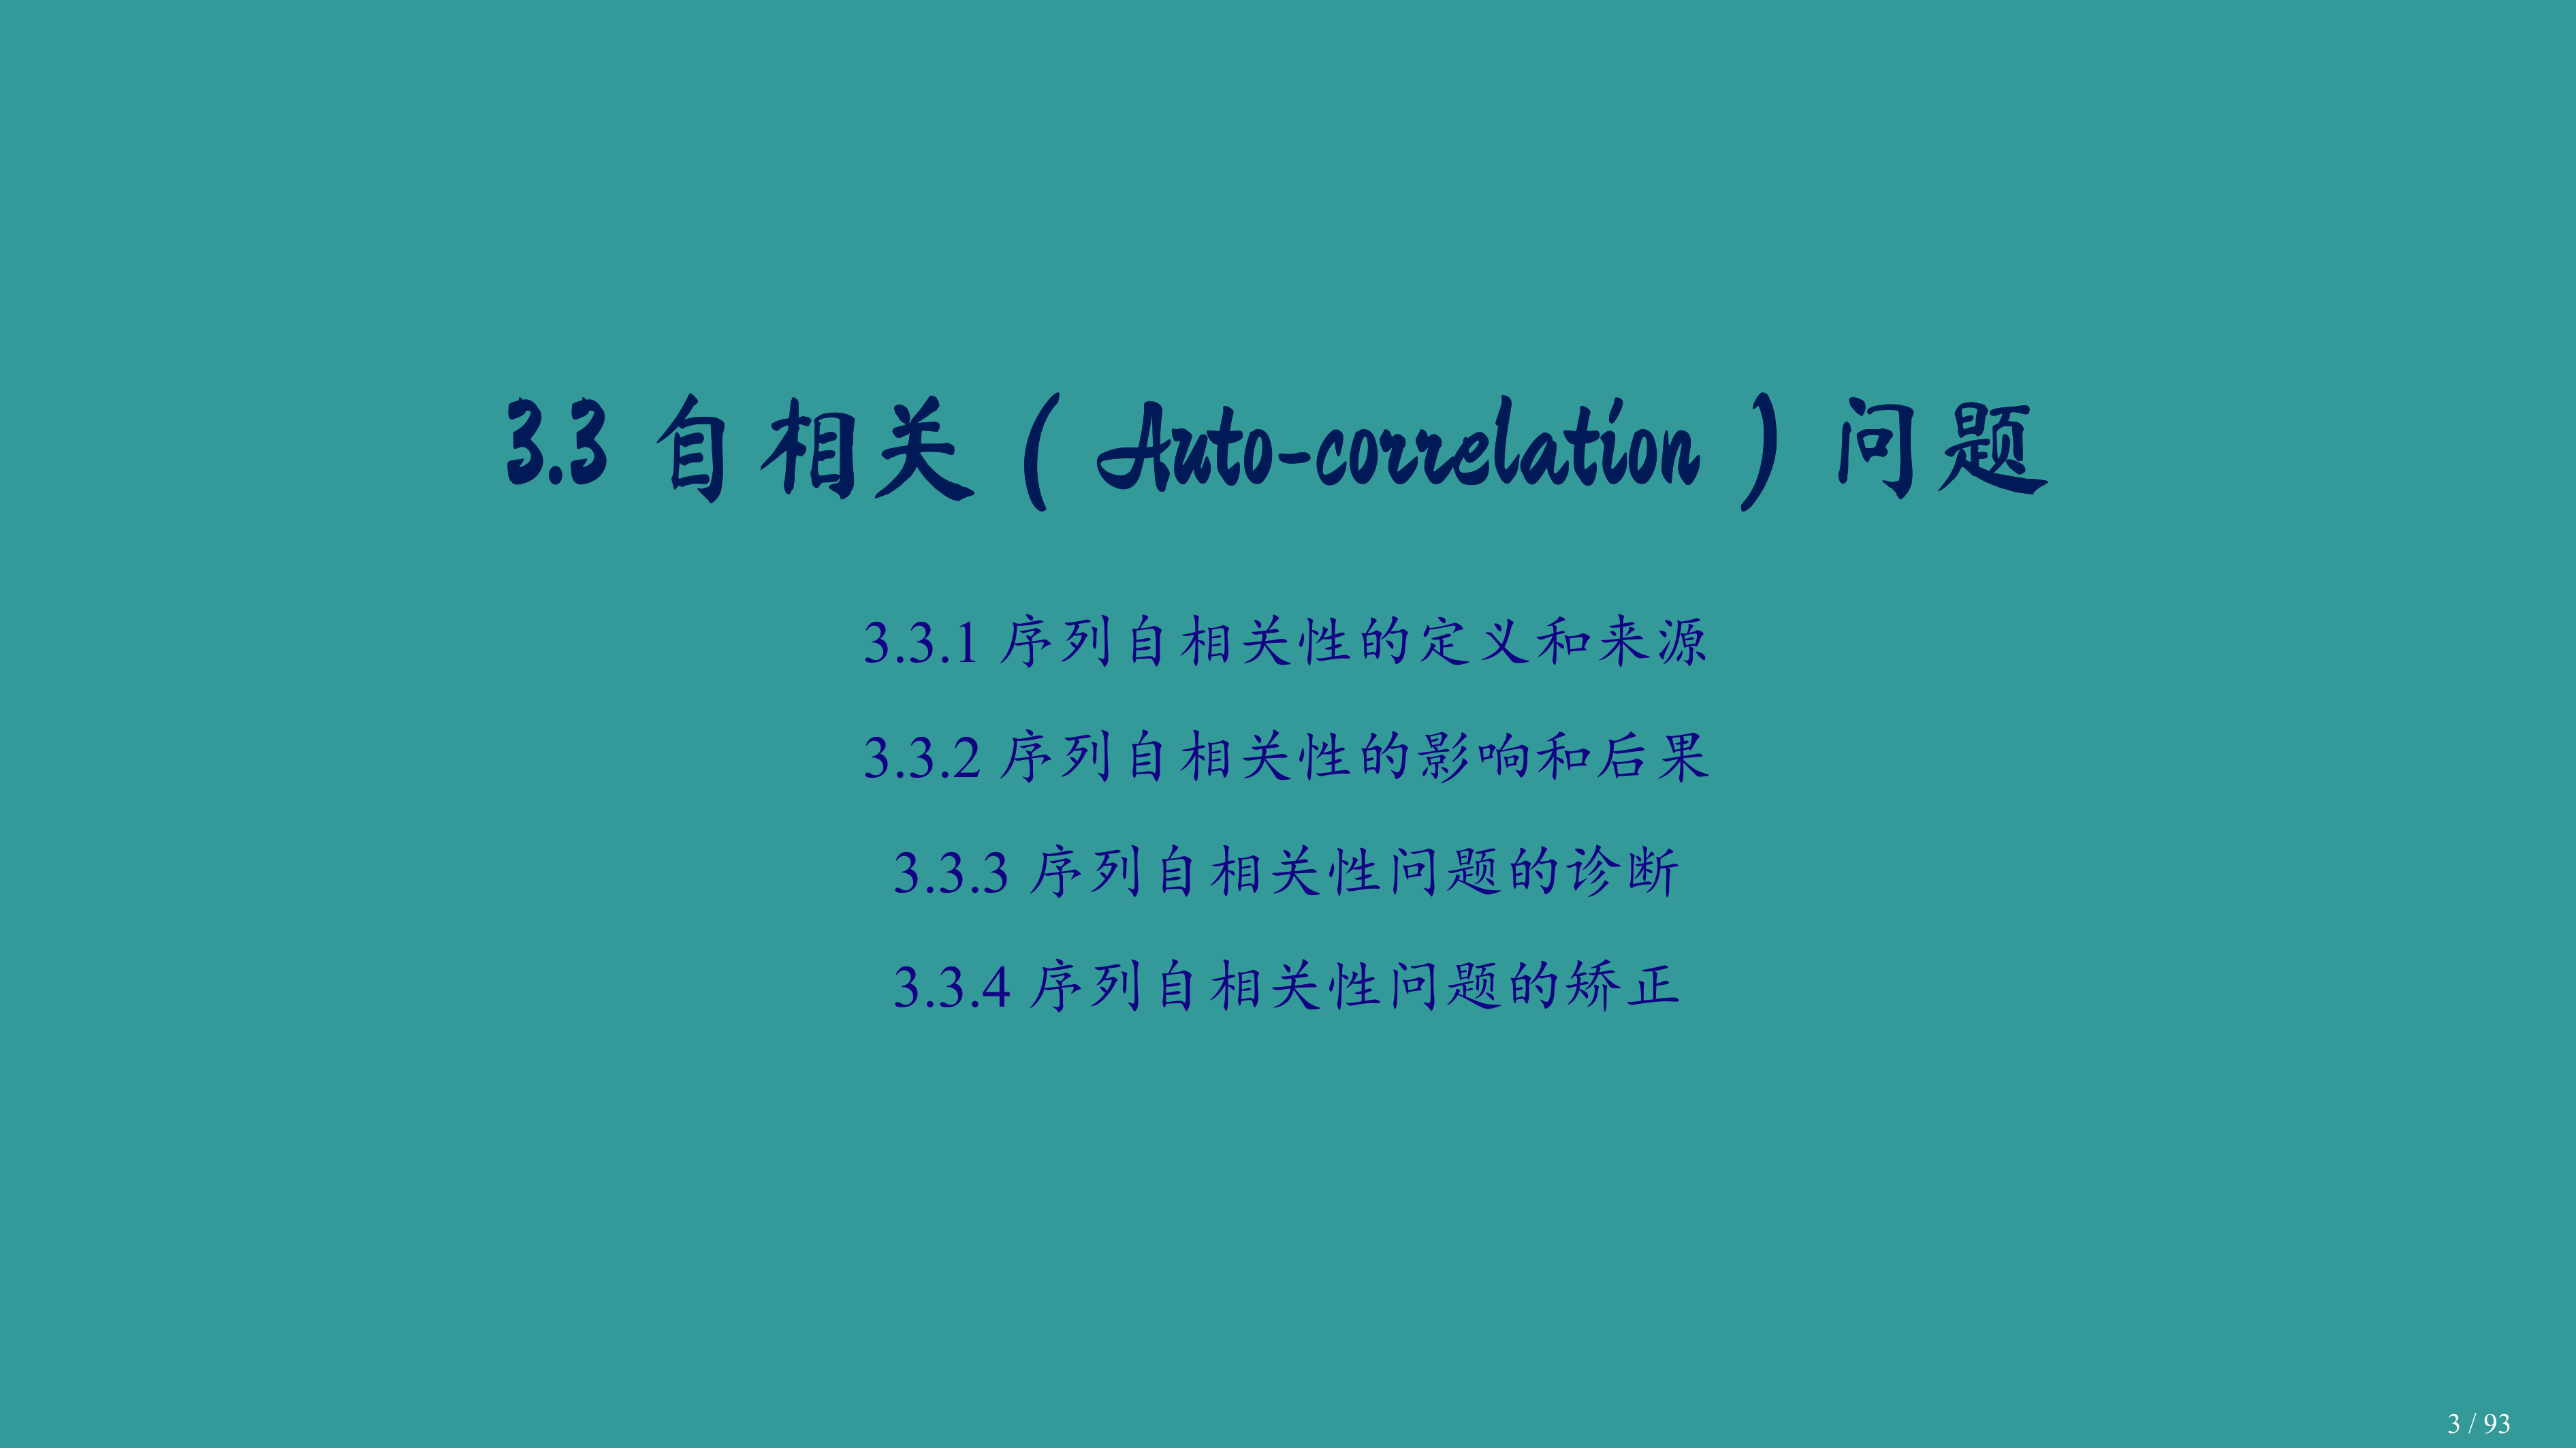 3.3 自相关（Auto-correlation）问题
3.3.1 序列自相关性的定义和来源
3.3.2 序列自相关性的影响和后果
3.3.3 序列自相关性问题的诊断
3.3.4 序列自相关性问题的矫正
3 / 93